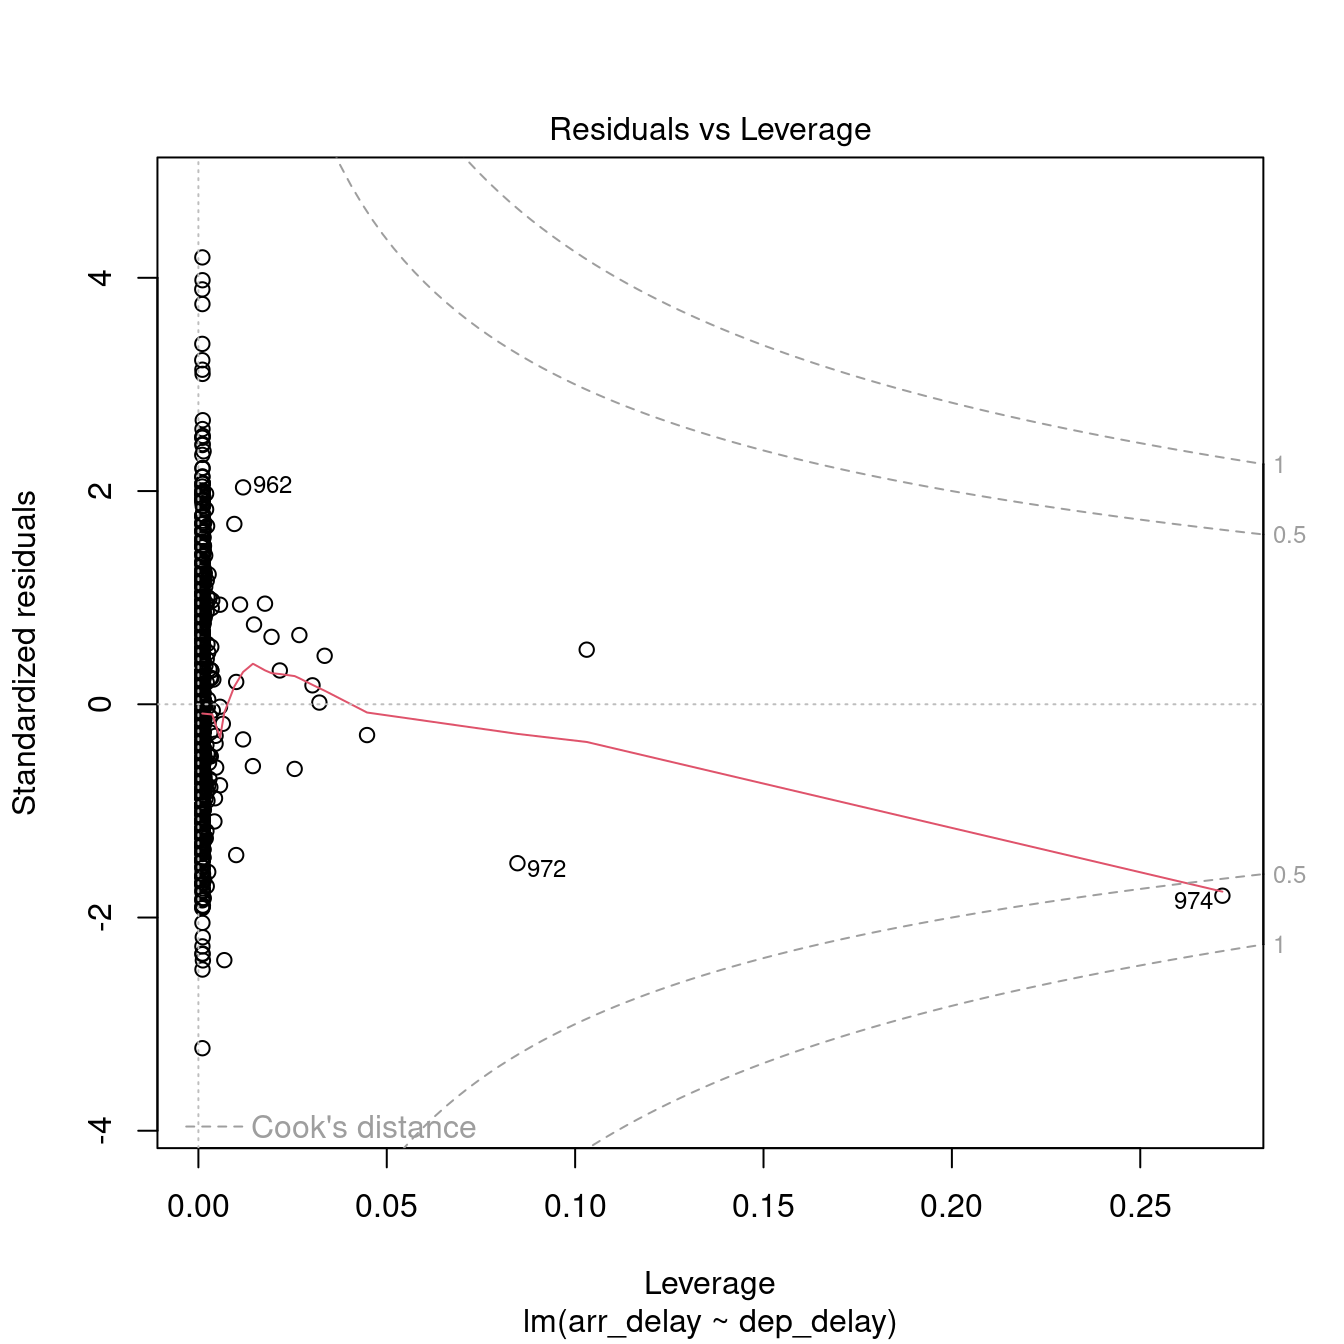 Residuals vs Leverage
Standardized residuals
4
2
0
-2
-4
962
972
974
1
0.5
0.5
1
Cook's distance
0.00 0.05 0.10 0.15 0.20 0.25
Leverage
lm(arr_delay ~ dep_delay)